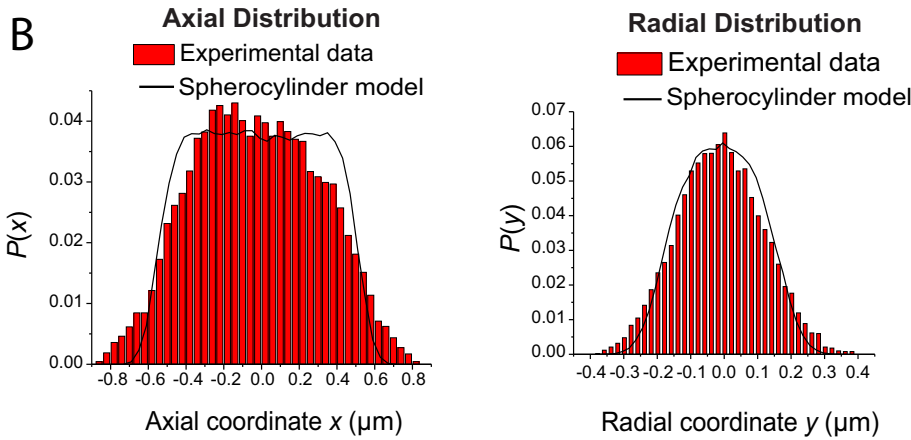 B
Axial Distribution
Experimental data
Spherocylinder model
P(x)
0.04
0.03
0.02
0.01
0.00
-0.8 -0.6 -0.4 -0.2 0.0 0.2 0.4 0.6 0.8
Axial coordinate x (µm)
Radial Distribution
Experimental data
Spherocylinder model
P(y)
0.07
0.06
0.05
0.04
0.03
0.02
0.01
0.00
-0.4 -0.3 -0.2 -0.1 0.0 0.1 0.2 0.3 0.4
Radial coordinate y (µm)